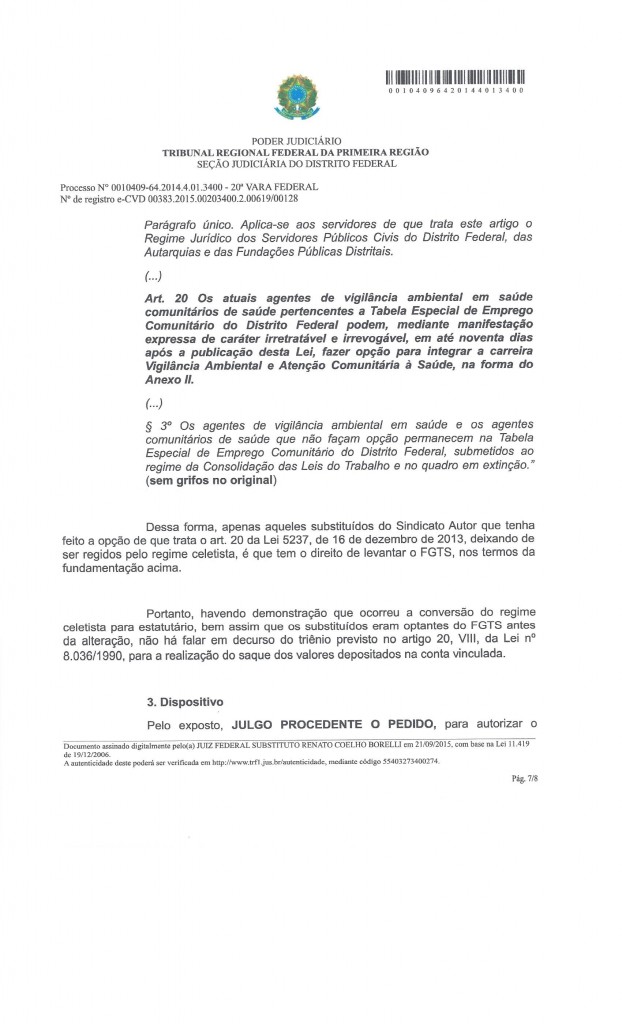 00104096420144013400
PODER JUDICIÁRIO
TRIBUNAL REGIONAL FEDERAL DA PRIMEIRA REGIÃO
SEÇÃO JUDICIÁRIA DO DISTRITO FEDERAL
Processo N° 0010409-64.2014.4.01.3400 - 20ª VARA FEDERAL
Nº de registro e-CVD 00383.2015.00203400.2.00619/00128
Parágrafo único. Aplica-se aos servidores de que trata este artigo o
Regime Jurídico dos Servidores Públicos Civis do Distrito Federal, das
Autarquias e das Fundações Públicas Distritais.
(...)
Art. 20 Os atuais agentes de vigilância ambiental em saúde
comunitários de saúde pertencentes a Tabela Especial de Emprego
Comunitário do Distrito Federal podem, mediante manifestação
expressa de caráter irretratável e irrevogável, em até noventa dias
após a publicação desta Lei, fazer opção para integrar a carreira
Vigilância Ambiental e Atenção Comunitária à Saúde, na forma do
Anexo II.
(...)
§ 3º Os agentes de vigilância ambiental em saúde e os agentes
comunitários de saúde que não façam opção permanecem na Tabela
Especial de Emprego Comunitário do Distrito Federal, submetidos ao
regime da Consolidação das Leis do Trabalho e no quadro em extinção."
(sem grifos no original)
Dessa forma, apenas aqueles substituídos do Sindicato Autor que tenha
feito a opção de que trata o art. 20 da Lei 5237, de 16 de dezembro de 2013, deixando de
ser regidos pelo regime celetista, é que tem o direito de levantar o FGTS, nos termos da
fundamentação acima.
Portanto, havendo demonstração que ocorreu a conversão do regime
celetista para estatutário, bem assim que os substituídos eram optantes do FGTS antes
da alteração, não há falar em decurso do triênio previsto no artigo 20, VIII, da Lei nº
8.036/1990, para a realização do saque dos valores depositados na conta vinculada.
3. Dispositivo
Pelo exposto, JULGO PROCEDENTE O PEDIDO, para autorizar o
Documento assinado digitalmente pelo(a) JUIZ FEDERAL SUBSTITUTO RENATO COELHO BORELLI em 21/09/2015, com base na Lei 11.419
de 19/12/2006.
A autenticidade deste poderá ser verificada em http://www.trf1.jus.br/autenticidade, mediante código 55403273400274.
Pág. 7/8